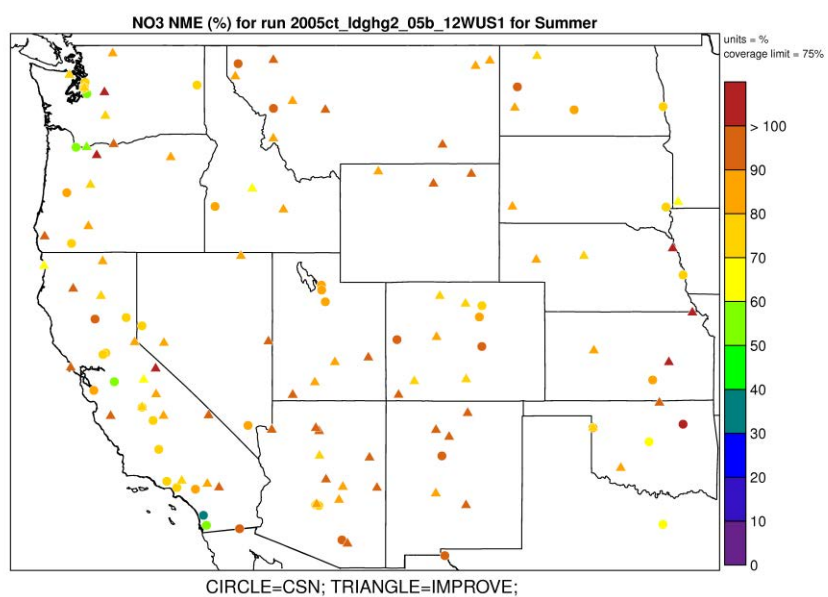 NO3 NME (%) for run 2005ct_ldghg2_05b_12WUS1 for Summer
units = %
coverage limit = 75%
> 100
90
80
70
60
50
40
30
20
10
0
CIRCLE=CSN; TRIANGLE=IMPROVE;